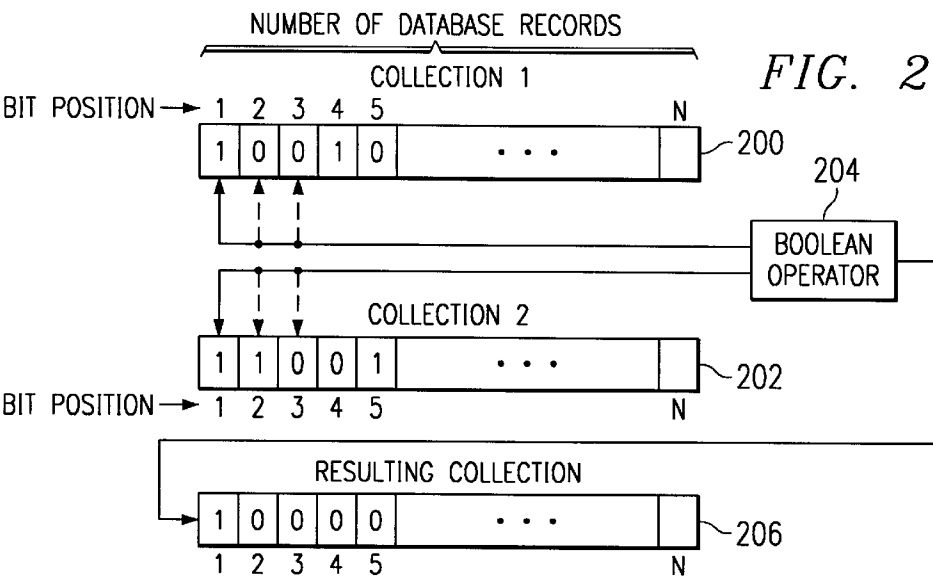 NUMBER OF DATABASE RECORDS
FIG. 2
COLLECTION 1
BIT POSITION 1 2 3 4 5 N
1 0 0 1 0 • • • 200
204
BOOLEAN
OPERATOR
COLLECTION 2
1 1 0 0 1 • • • 202
BIT POSITION 1 2 3 4 5 N
RESULTING COLLECTION
1 0 0 0 0 • • • 206
1 2 3 4 5 N